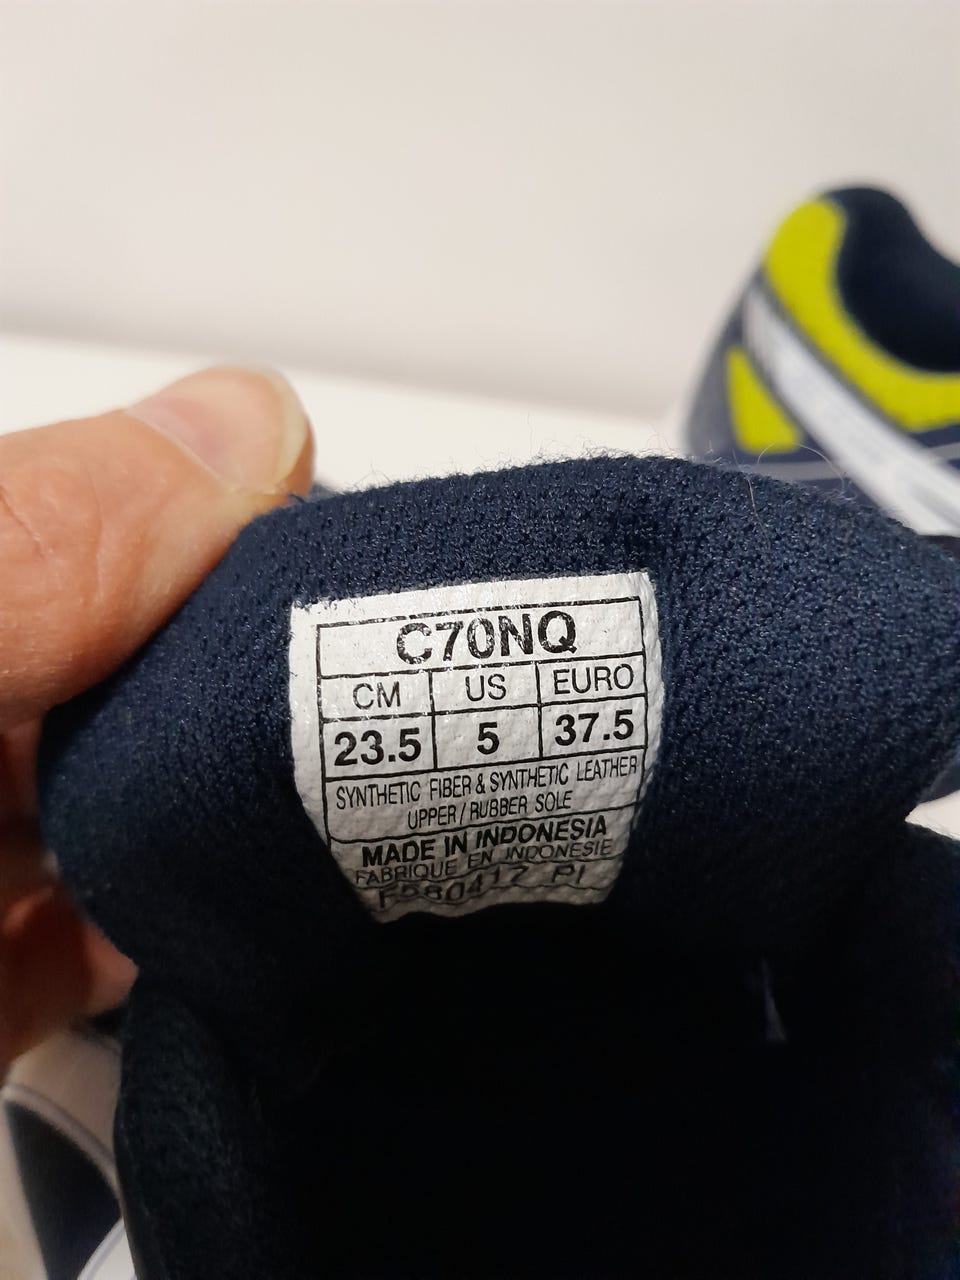 C70NQ
CM US EURO
23.5 5 37.5
SYNTHETIC FIBER & SYNTHETIC LEATHER
UPPER / RUBBER SOLE
MADE IN INDONESIA
FABRIQUE EN INDONESIE
PI